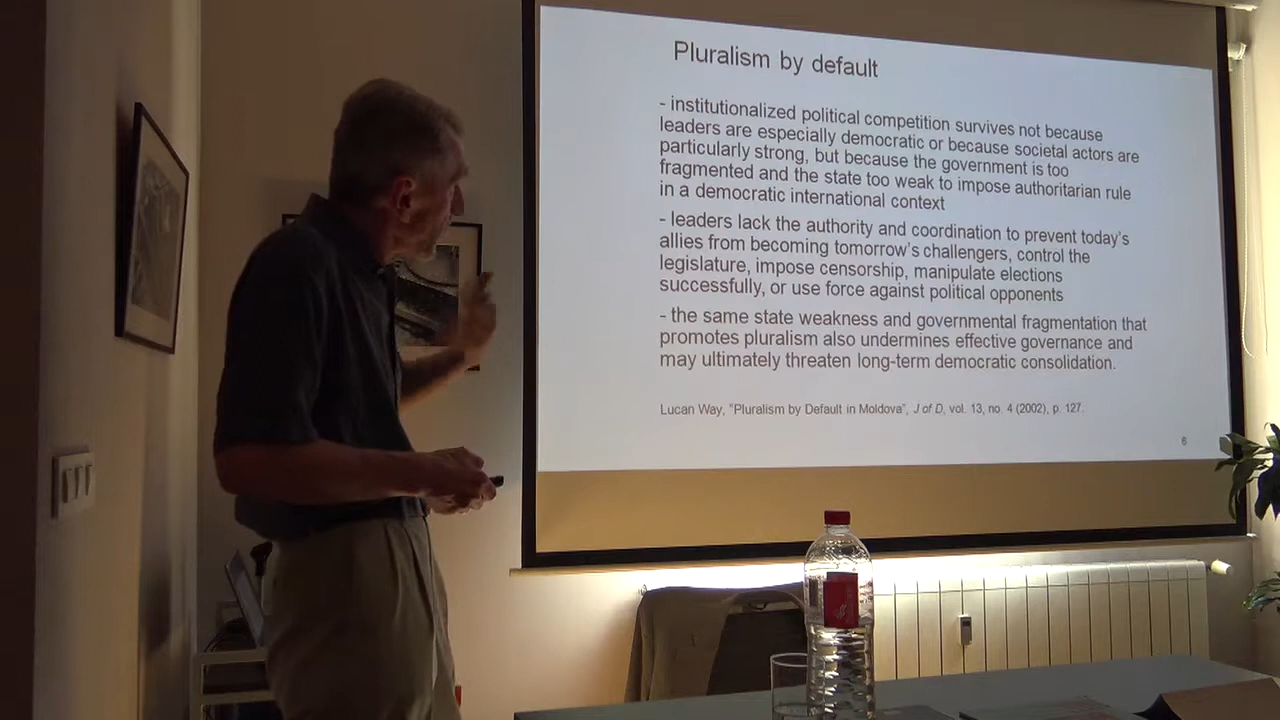 Pluralism by default
- institutionalized political competition survives not because
leaders are especially democratic or because societal actors are
particularly strong, but because the government is too
fragmented and the state too weak to impose authoritarian rule
in a democratic international context
- leaders lack the authority and coordination to prevent today's
allies from becoming tomorrow's challengers, control the
legislature, impose censorship, manipulate elections
successfully, or use force against political opponents
- the same state weakness and governmental fragmentation that
promotes pluralism also undermines effective governance and
may ultimately threaten long-term democratic consolidation.
Lucan Way, "Pluralism by Default in Moldova", J of D, vol. 13, no. 4 (2002), p. 127.
6